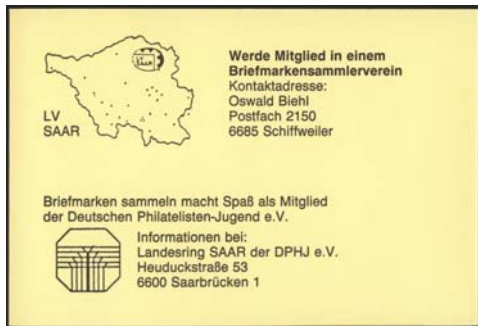 Werde Mitglied in einem
Briefmarkensammlerverein
Kontaktadresse:
Oswald Biehl
Postfach 2150
6685 Schiffweiler
LV
SAAR
Briefmarken sammeln macht Spaß als Mitglied
der Deutschen Philatelisten-Jugend e.V.
Informationen bei:
Landesring SAAR der DPHJ e.V.
Heuduckstraße 53
6600 Saarbrücken 1